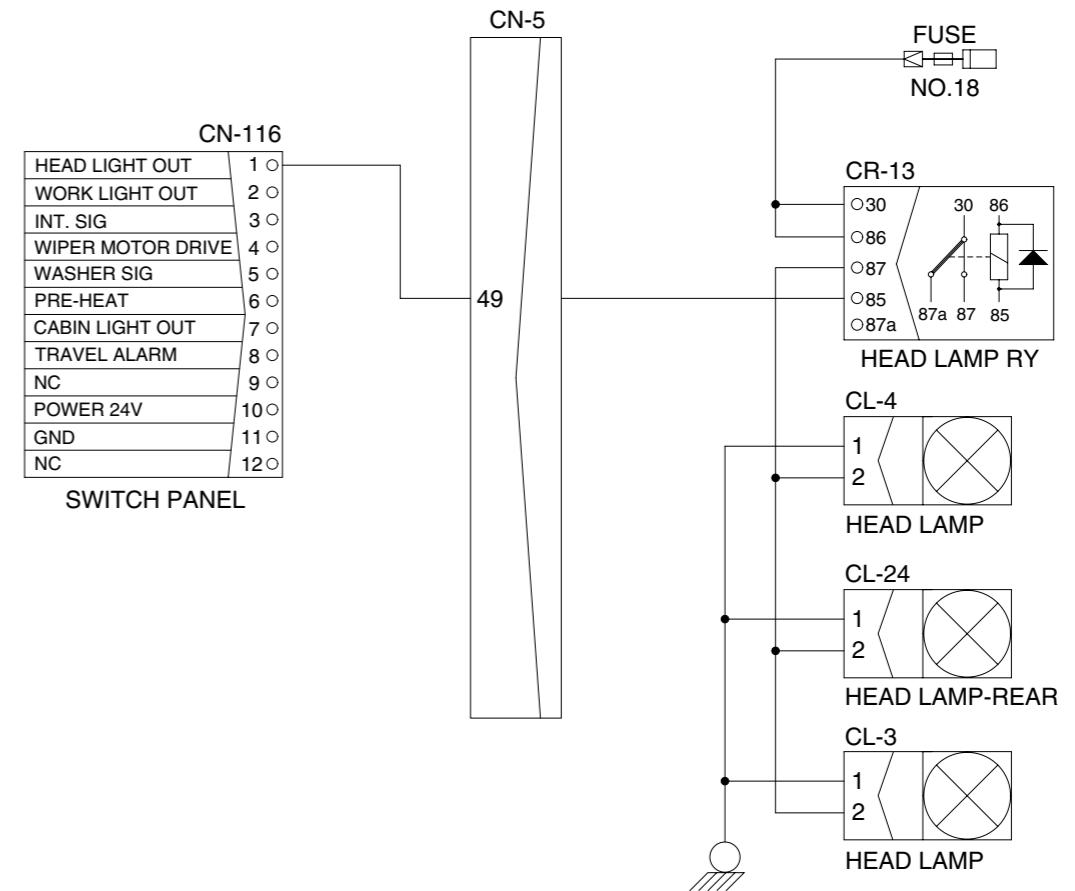 CN-5
FUSE
NO.18
CN-116
HEAD LIGHT OUT 1
WORK LIGHT OUT 2
INT. SIG 3
WIPER MOTOR DRIVE 4
WASHER SIG 5
PRE-HEAT 6
CABIN LIGHT OUT 7
TRAVEL ALARM 8
NC 9
POWER 24V 10
GND 11
NC 12
SWITCH PANEL
49
CR-13
30
86
87
85
87a
30 86
87a 87 85
HEAD LAMP RY
CL-4
1
2
HEAD LAMP
CL-24
1
2
HEAD LAMP-REAR
CL-3
1
2
HEAD LAMP